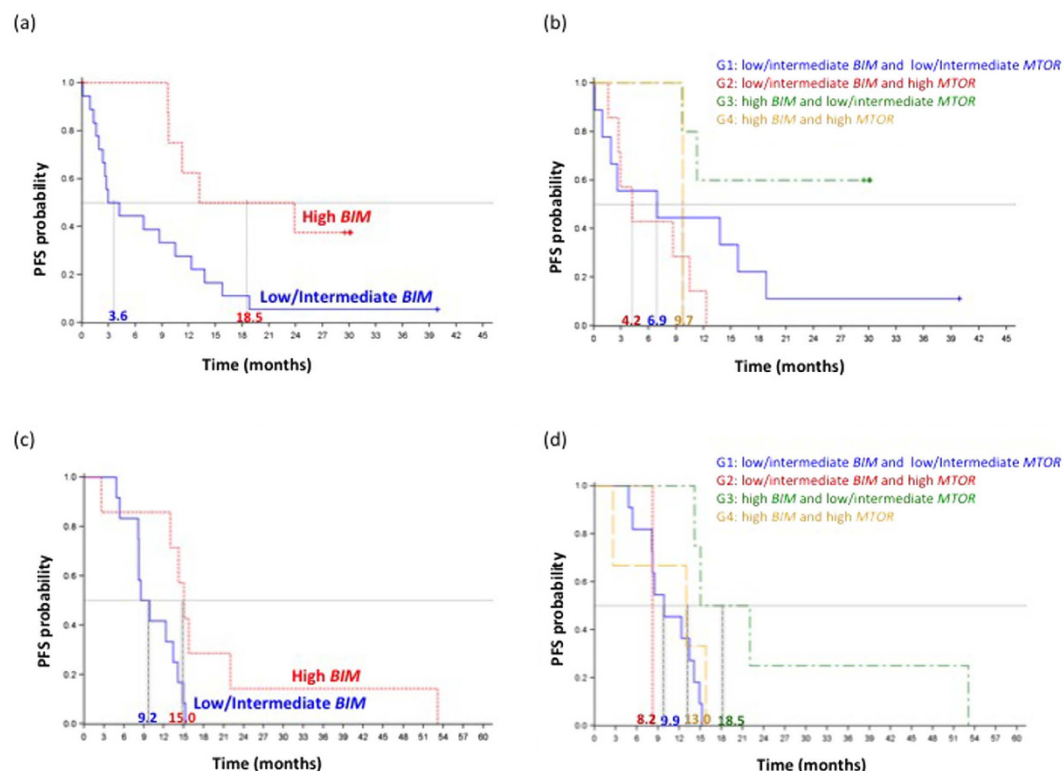 (a)
PFS probability
1.0
0.8
0.6
0.4
0.2
0.0
High BIM
Low/Intermediate BIM
3.6
18.5
0 3 6 9 12 15 18 21 24 27 30 33 36 39 42 45
Time (months)
(b)
G1: low/intermediate BIM and low/Intermediate MTOR
G2: low/intermediate BIM and high MTOR
G3: high BIM and low/intermediate MTOR
G4: high BIM and high MTOR
PFS probability
1.0
0.8
0.6
0.4
0.2
0.0
4.2 6.9 9.7
0 3 6 9 12 15 18 21 24 27 30 33 36 39 42 45
Time (months)
(c)
PFS probability
1.0
0.8
0.6
0.4
0.2
0.0
High BIM
Low/Intermediate BIM
9.2 15.0
0 3 6 9 12 15 18 21 24 27 30 33 36 39 42 45 48 51 54 57 60
Time (months)
(d)
G1: low/intermediate BIM and low/Intermediate MTOR
G2: low/intermediate BIM and high MTOR
G3: high BIM and low/intermediate MTOR
G4: high BIM and high MTOR
PFS probability
1.0
0.8
0.6
0.4
0.2
0.0
8.2 9.9 13.0 18.5
0 3 6 9 12 15 18 21 24 27 30 33 36 39 42 45 48 51 54 57 60
Time (months)